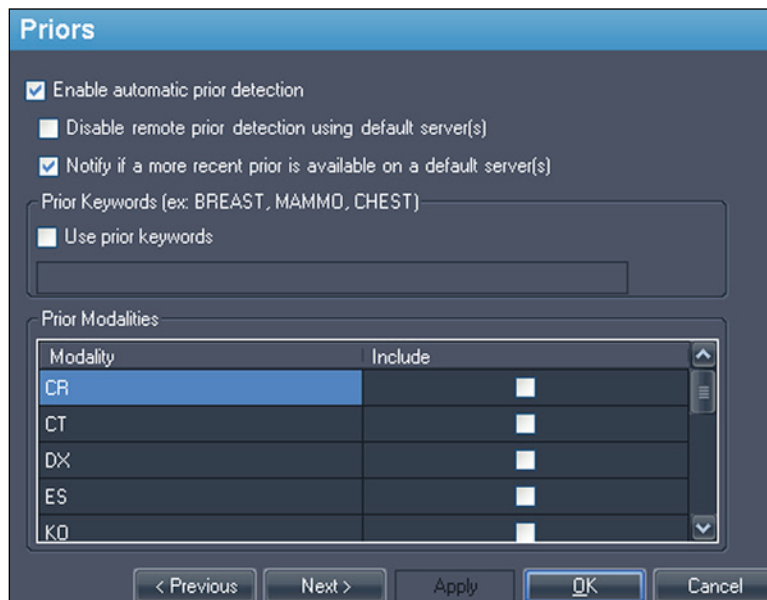 Priors
Enable automatic prior detection
Disable remote prior detection using default server(s)
Notify if a more recent prior is available on a default server(s)
Prior Keywords (ex: BREAST, MAMMO, CHEST)
Use prior keywords
Prior Modalities
Modality Include
CR
CT
DX
ES
KO
< Previous Next > Apply OK Cancel